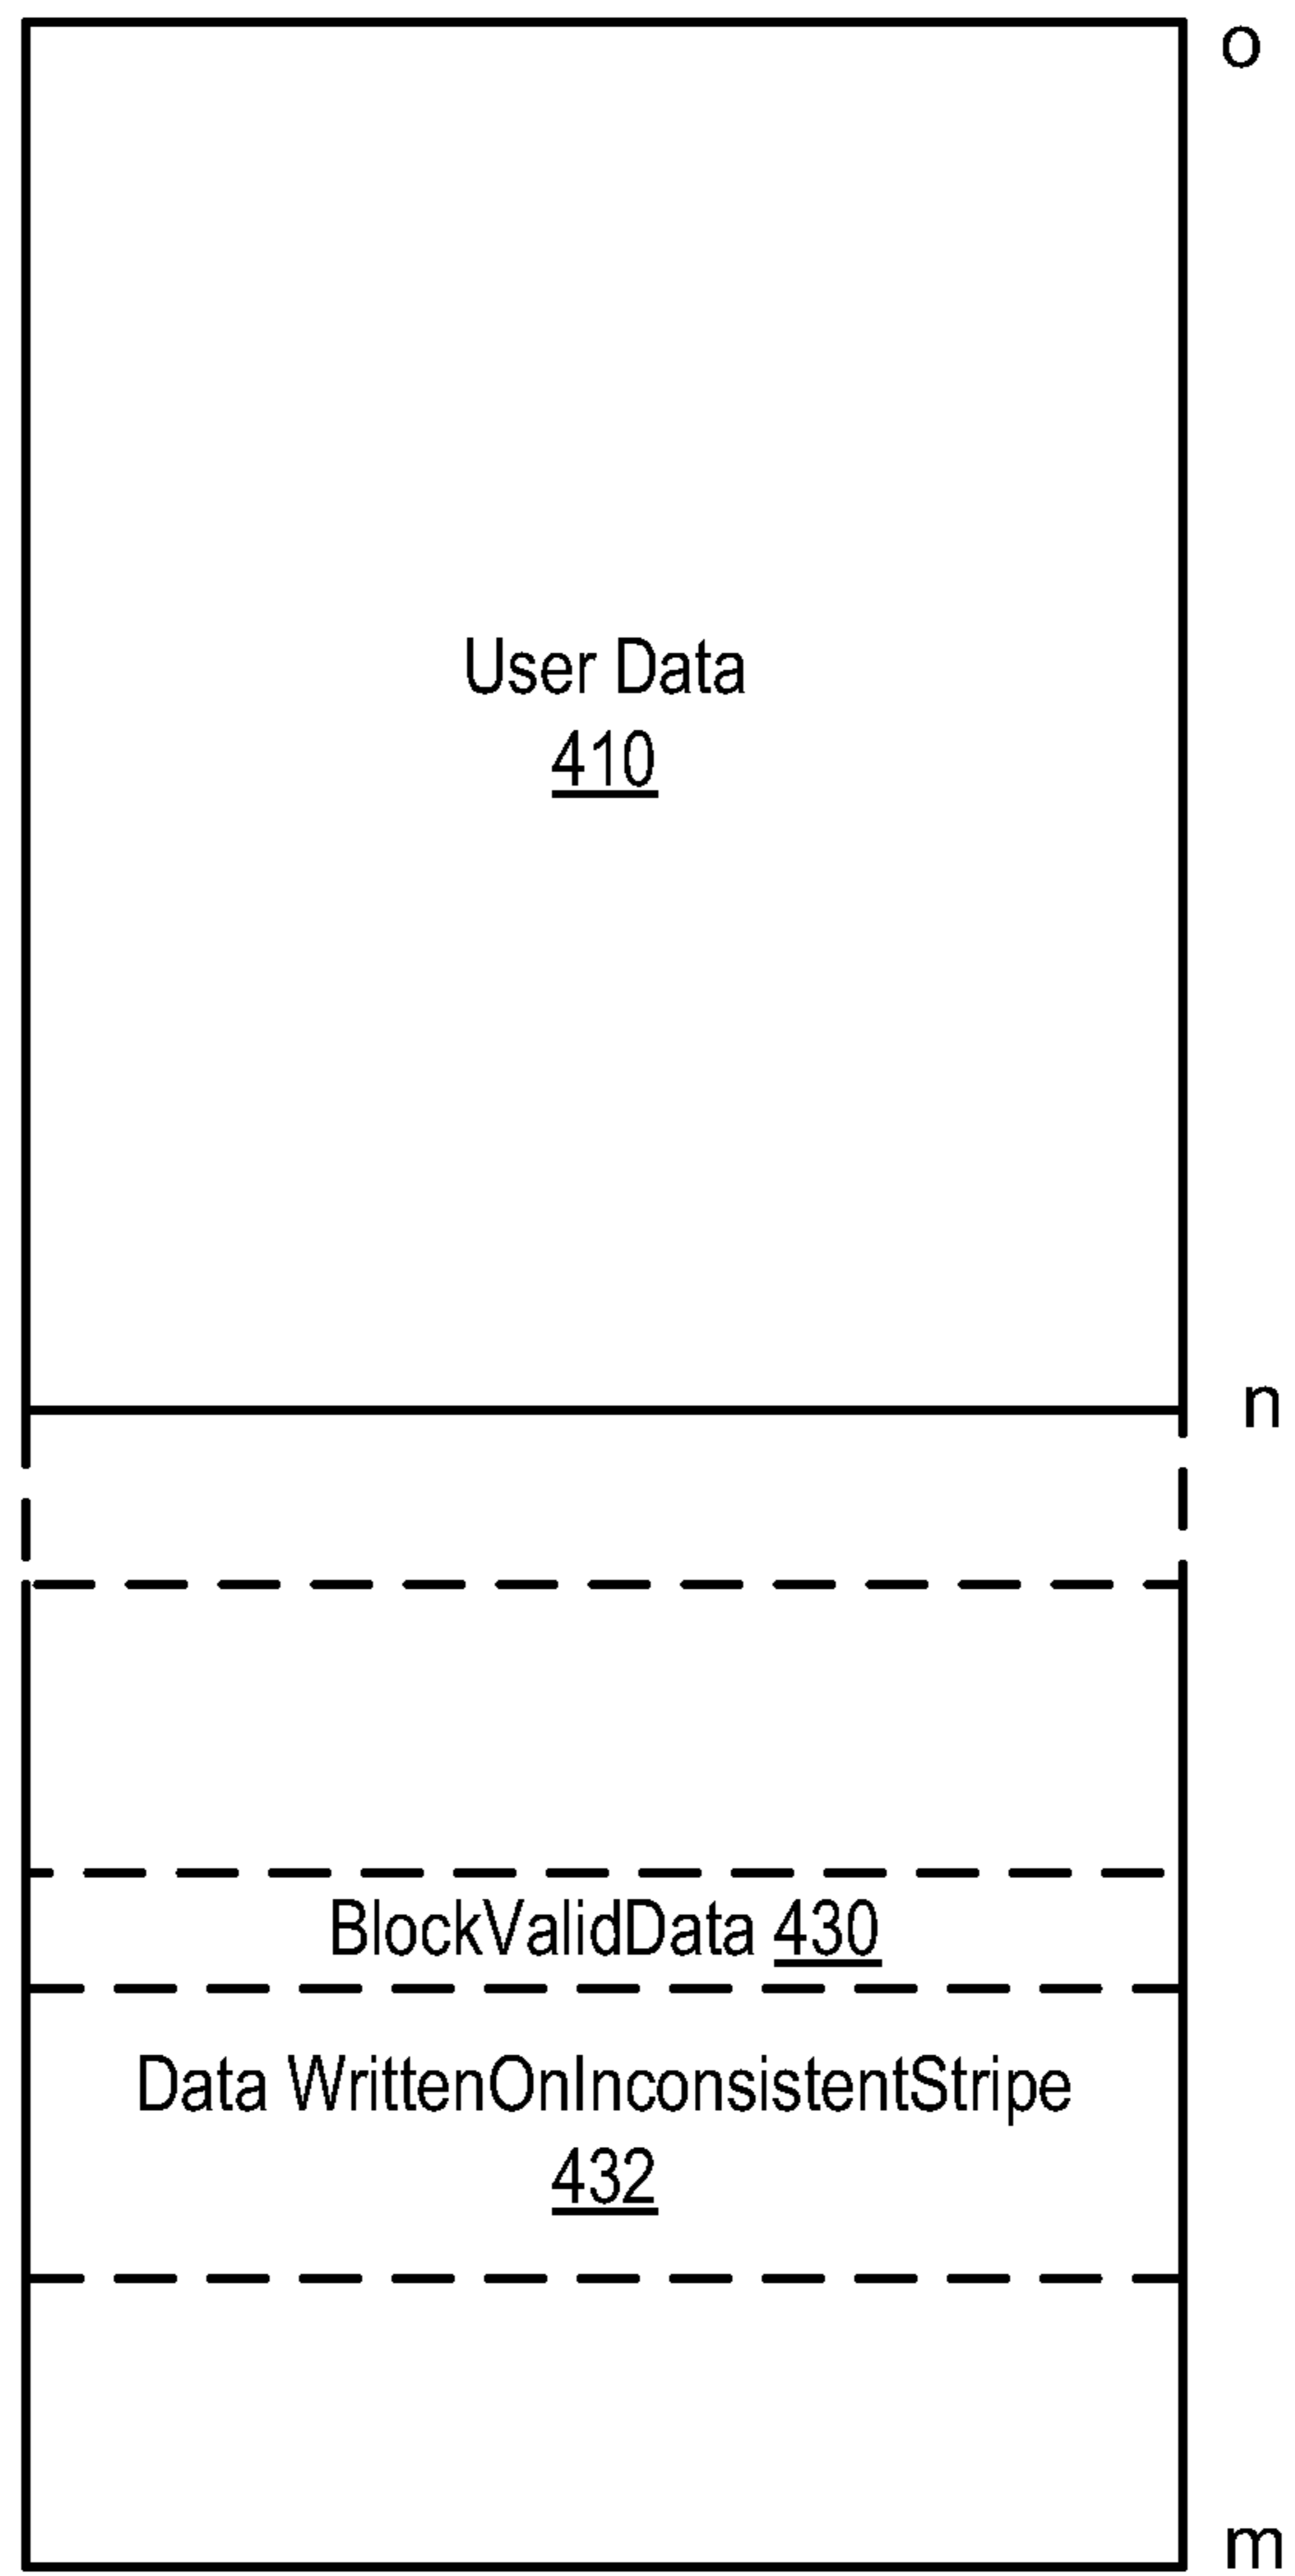 o
User Data
410
n
BlockValidData 430
Data WrittenOnInconsistentStripe
432
m